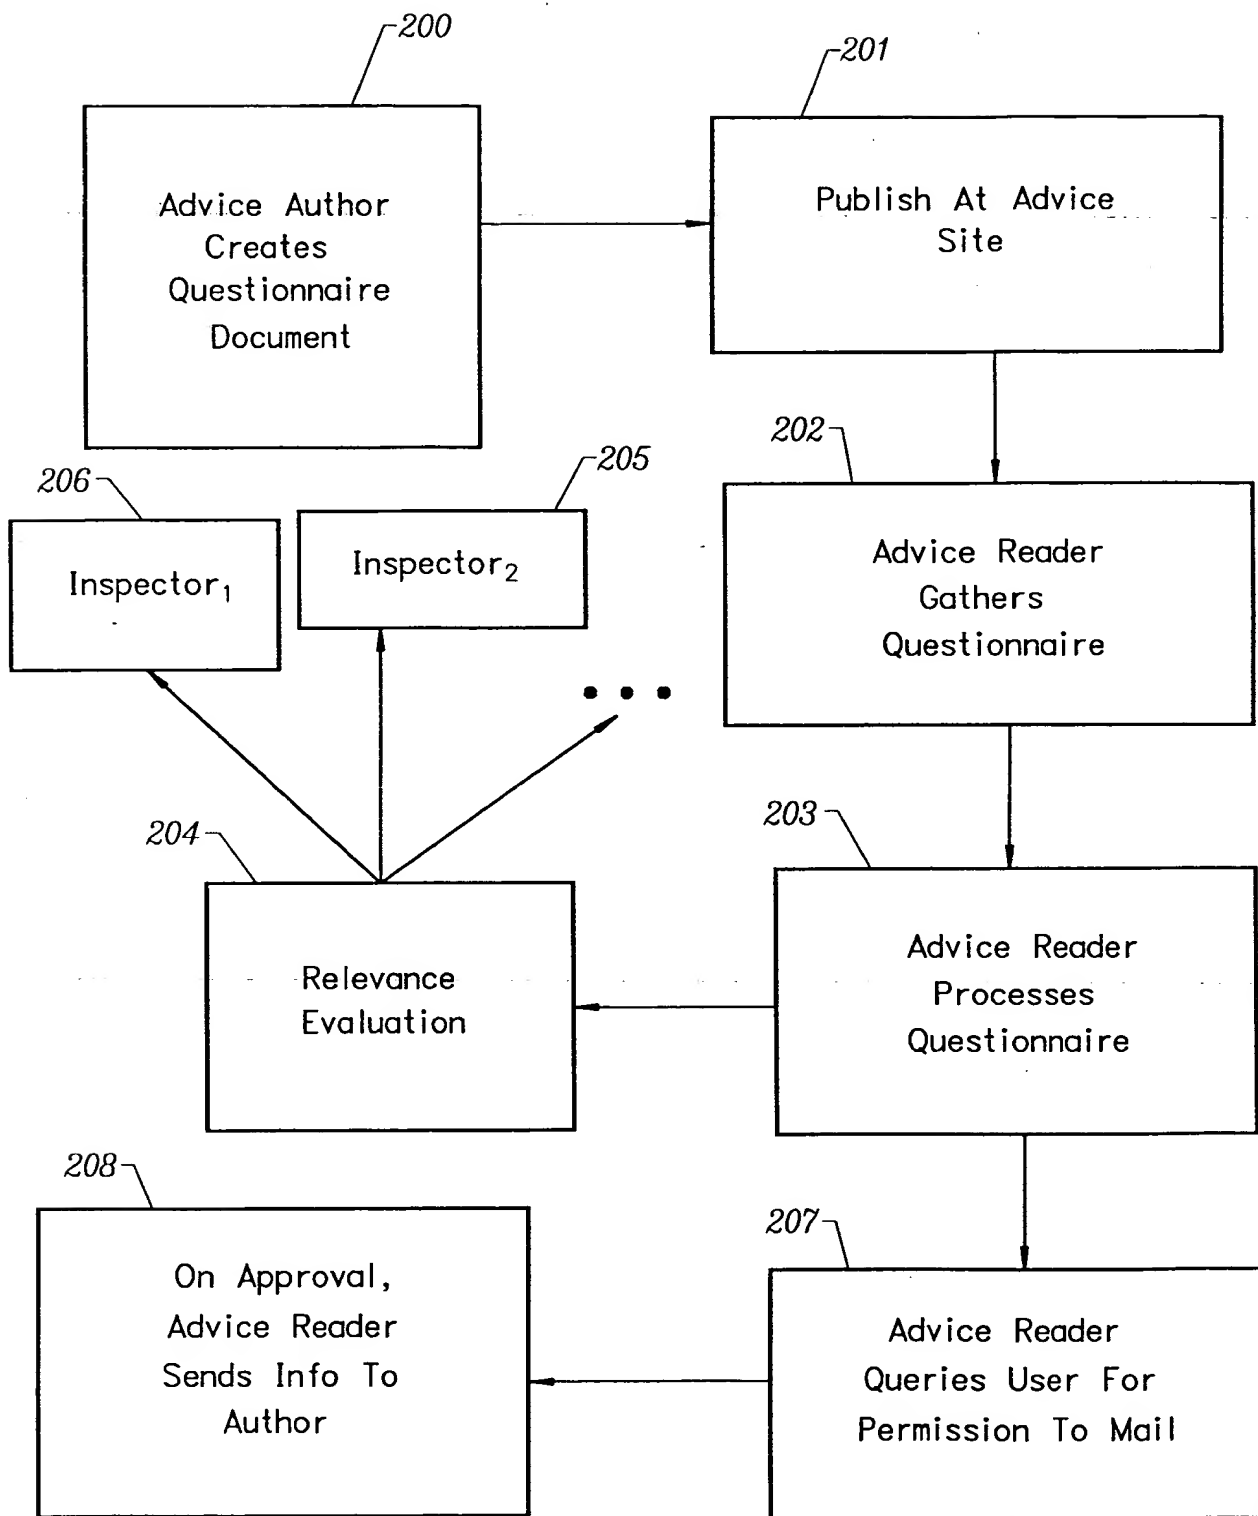 200
Advice Author
Creates
Questionnaire
Document
201
Publish At Advice
Site
202
Advice Reader
Gathers
Questionnaire
206
Inspector₁
205
Inspector₂
• • •
203
Advice Reader
Processes
Questionnaire
204
Relevance
Evaluation
207
Advice Reader
Queries User For
Permission To Mail
208
On Approval,
Advice Reader
Sends Info To
Author